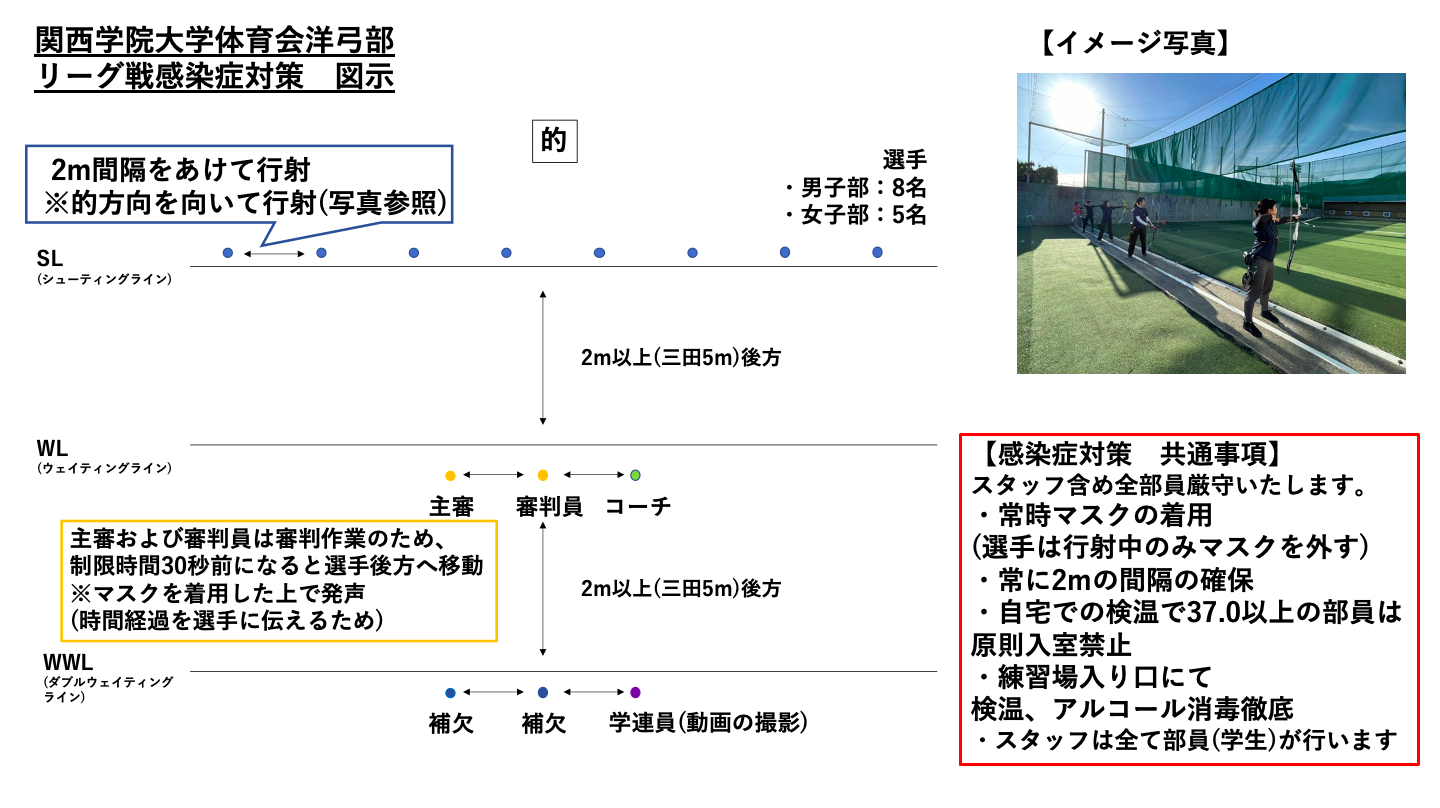 関西学院大学体育会洋弓部
リーグ戦感染症対策　図示
【イメージ写真】
的
2m間隔をあけて行射
※的方向を向いて行射(写真参照)
選手
・男子部：8名
・女子部：5名
SL
(シューティングライン)
2m以上(三田5m)後方
WL
(ウェイティングライン)
主審
審判員
コーチ
主審および審判員は審判作業のため、
制限時間30秒前になると選手後方へ移動
※マスクを着用した上で発声
(時間経過を選手に伝えるため)
2m以上(三田5m)後方
WWL
(ダブルウェイティング
ライン)
補欠
補欠
学連員(動画の撮影)
【感染症対策　共通事項】
スタッフ含め全部員厳守いたします。
・常時マスクの着用
(選手は行射中のみマスクを外す)
・常に2mの間隔の確保
・自宅での検温で37.0以上の部員は
原則入室禁止
・練習場入り口にて
検温、アルコール消毒徹底
・スタッフは全て部員(学生)が行います